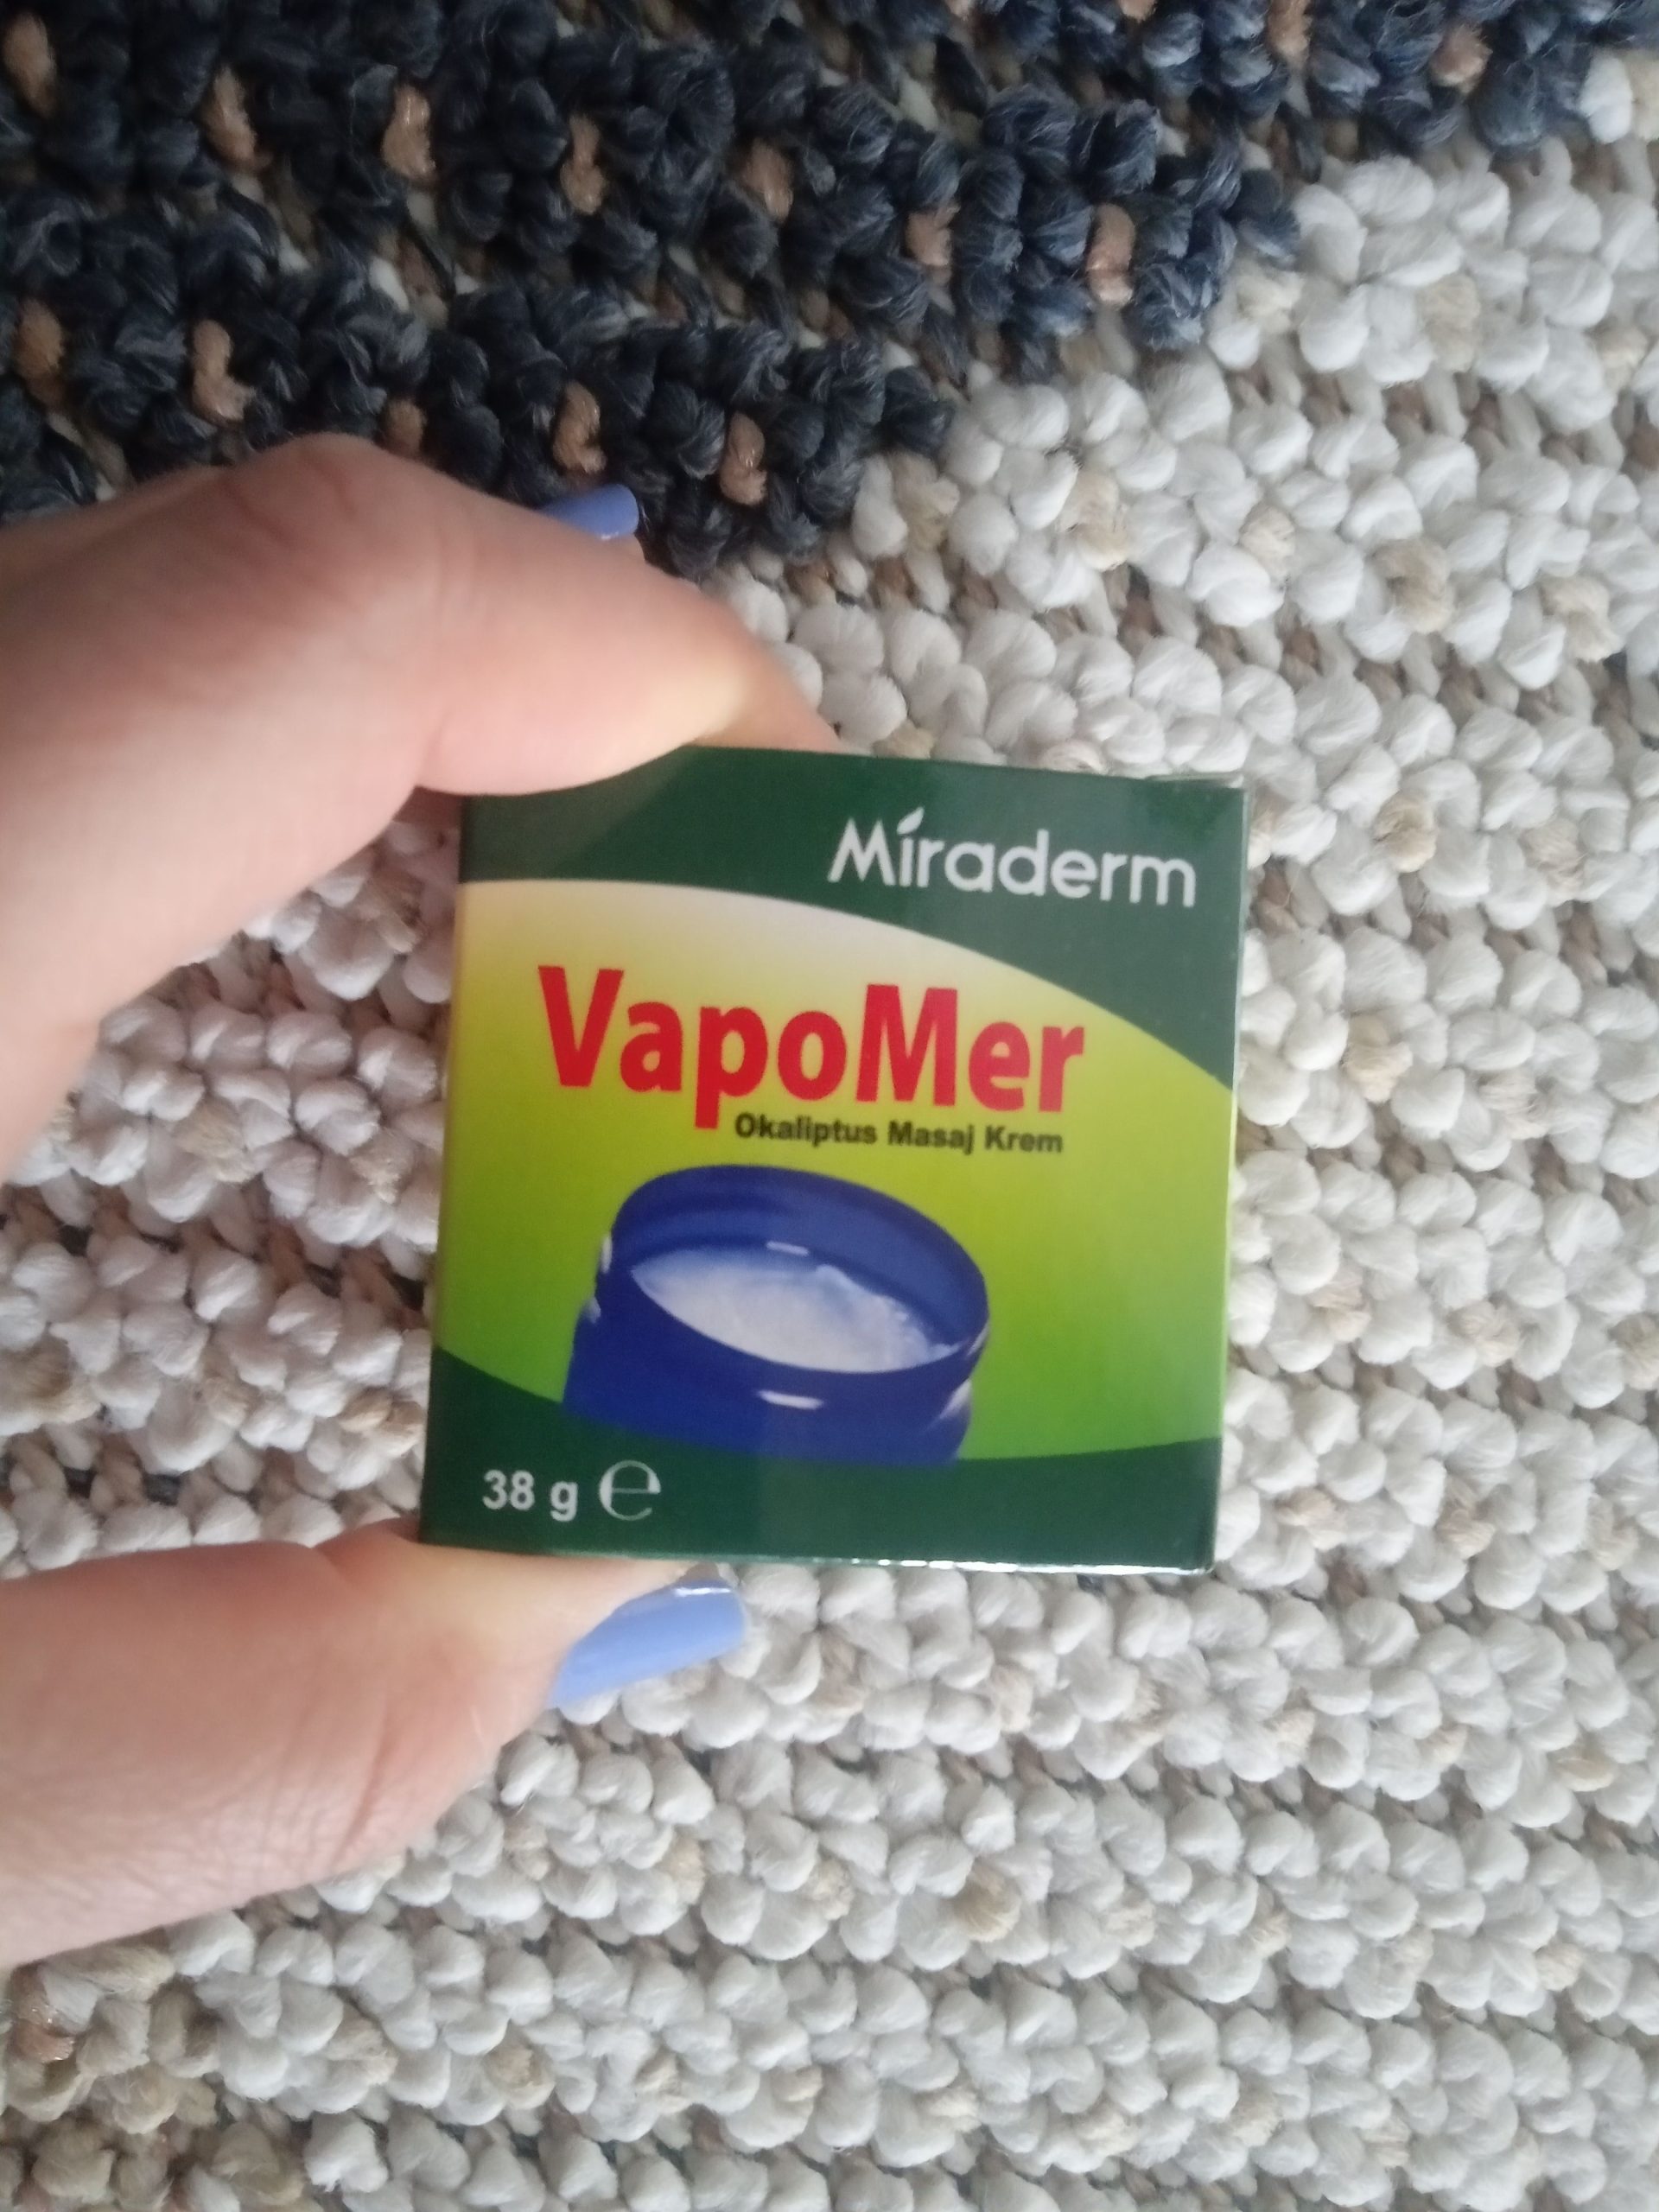 Miraderm
VapoMer
Okaliptus Masaj Krem
38 g ℮